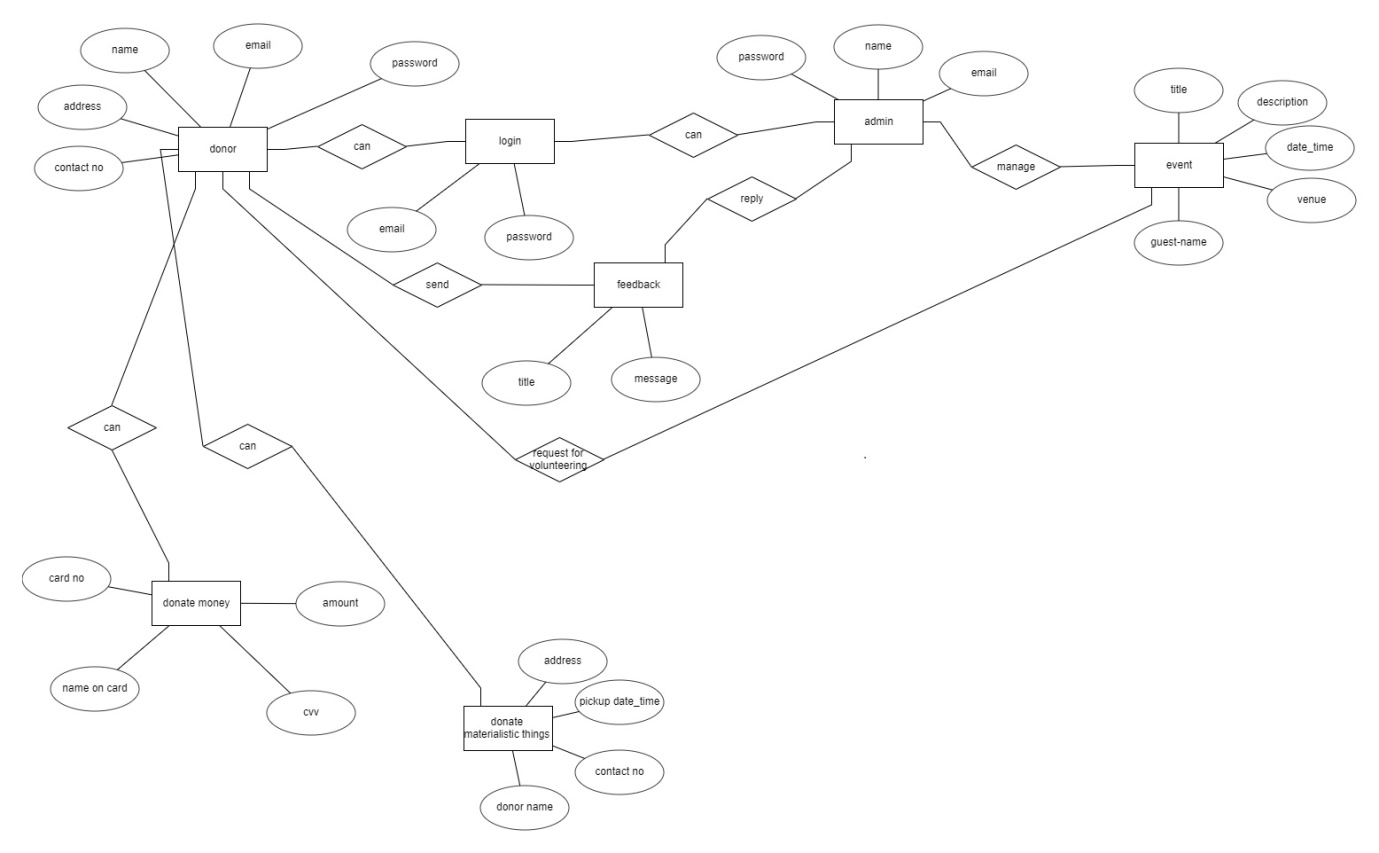 name
email
password
address
contact no
donor
can
login
email
password
can
password
name
email
admin
reply
manage
title
description
date_time
venue
guest-name
event
send
feedback
title
message
can
can
request for
volunteering
card no
donate money
amount
name on card
cvv
address
pickup date_time
donate
materialistic things
contact no
donor name